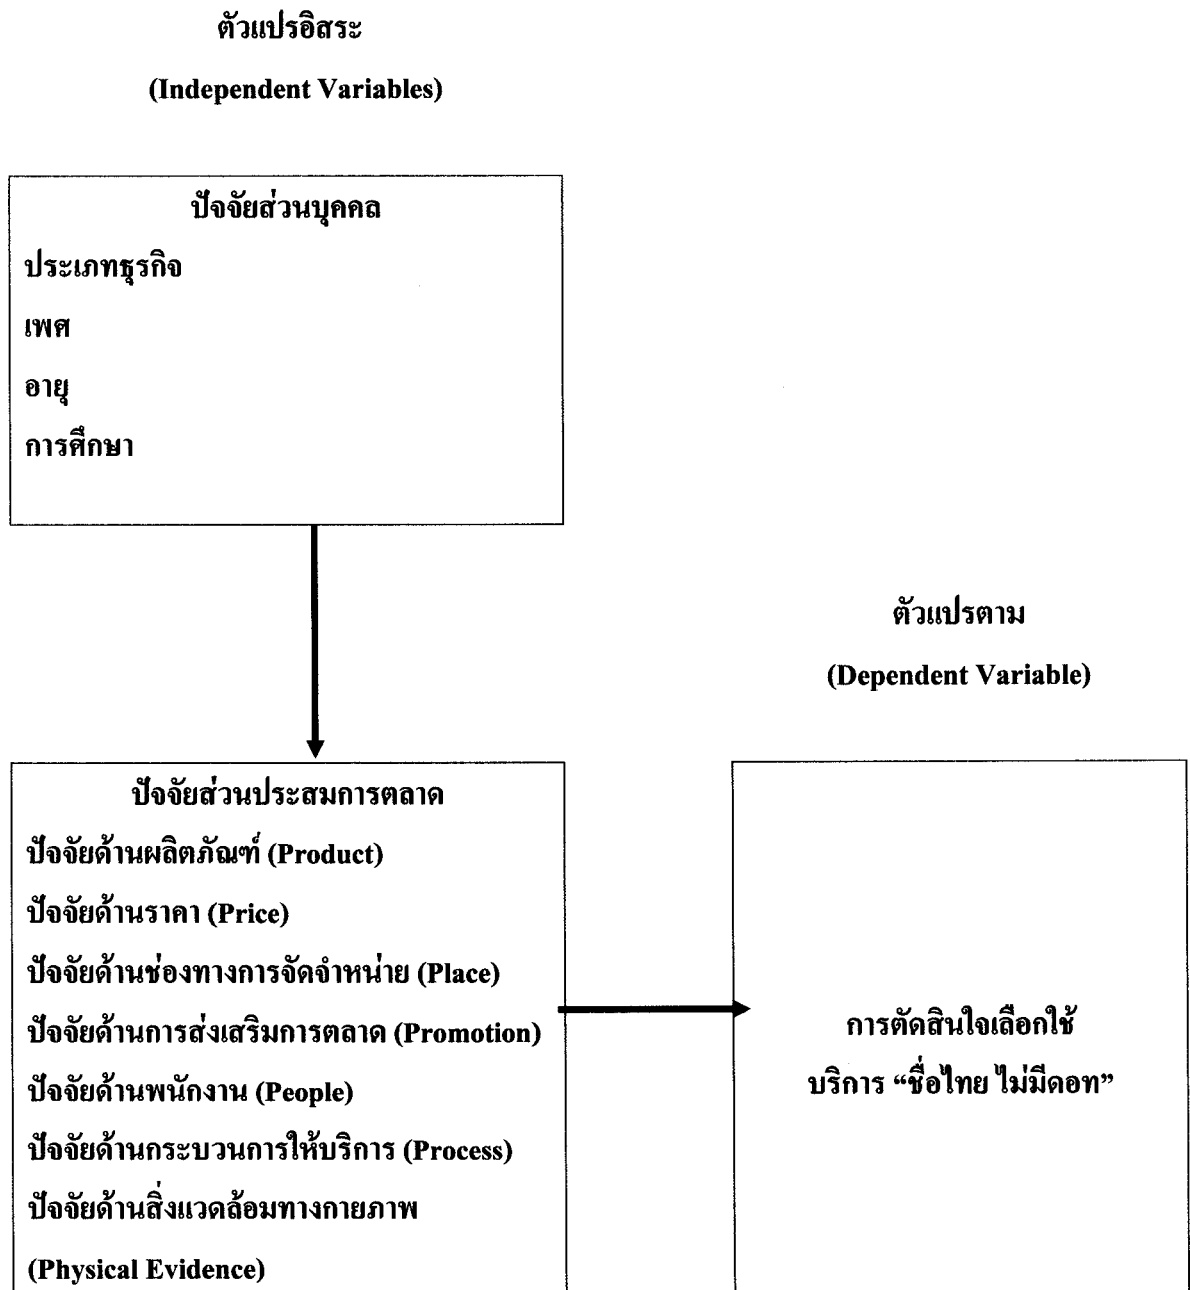 ตัวแปรอิสระ
(Independent Variables)
ปัจจัยส่วนบุคคล
ประเภทธุรกิจ
เพศ
อายุ
การศึกษา
ตัวแปรตาม
(Dependent Variable)
ปัจจัยส่วนประสมการตลาด
ปัจจัยด้านผลิตภัณฑ์ (Product)
ปัจจัยด้านราคา (Price)
ปัจจัยด้านช่องทางการจัดจำหน่าย (Place)
ปัจจัยด้านการส่งเสริมการตลาด (Promotion)
ปัจจัยด้านพนักงาน (People)
ปัจจัยด้านกระบวนการให้บริการ (Process)
ปัจจัยด้านสิ่งแวดล้อมทางกายภาพ
(Physical Evidence)
การตัดสินใจเลือกใช้
บริการ “ชื่อไทย ไม่มีดอท”